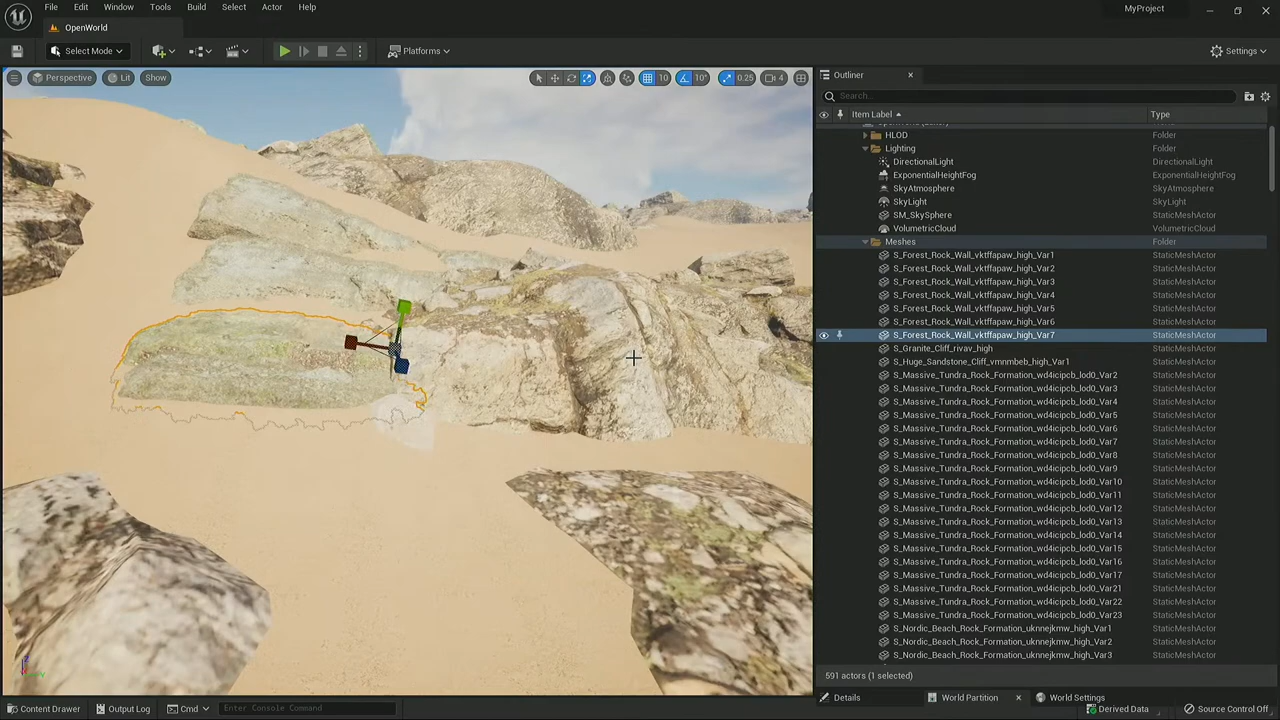 File Edit Window Tools Build Select Actor Help
MyProject
OpenWorld
Select Mode
Platforms
Settings
Perspective Lit Show
10 10° 0.25 4
Outliner
Search...
Item Label Type
HLOD Folder
Lighting Folder
DirectionalLight DirectionalLight
ExponentialHeightFog ExponentialHeightFog
SkyAtmosphere SkyAtmosphere
SkyLight SkyLight
SM_SkySphere StaticMeshActor
VolumetricCloud VolumetricCloud
Meshes Folder
S_Forest_Rock_Wall_vktffapaw_high_Var1 StaticMeshActor
S_Forest_Rock_Wall_vktffapaw_high_Var2 StaticMeshActor
S_Forest_Rock_Wall_vktffapaw_high_Var3 StaticMeshActor
S_Forest_Rock_Wall_vktffapaw_high_Var4 StaticMeshActor
S_Forest_Rock_Wall_vktffapaw_high_Var5 StaticMeshActor
S_Forest_Rock_Wall_vktffapaw_high_Var6 StaticMeshActor
S_Forest_Rock_Wall_vktffapaw_high_Var7 StaticMeshActor
S_Granite_Cliff_rivav_high StaticMeshActor
S_Huge_Sandstone_Cliff_vmnmbeb_high_Var1 StaticMeshActor
S_Massive_Tundra_Rock_Formation_wd4icipcb_lod0_Var2 StaticMeshActor
S_Massive_Tundra_Rock_Formation_wd4icipcb_lod0_Var3 StaticMeshActor
S_Massive_Tundra_Rock_Formation_wd4icipcb_lod0_Var4 StaticMeshActor
S_Massive_Tundra_Rock_Formation_wd4icipcb_lod0_Var5 StaticMeshActor
S_Massive_Tundra_Rock_Formation_wd4icipcb_lod0_Var6 StaticMeshActor
S_Massive_Tundra_Rock_Formation_wd4icipcb_lod0_Var7 StaticMeshActor
S_Massive_Tundra_Rock_Formation_wd4icipcb_lod0_Var8 StaticMeshActor
S_Massive_Tundra_Rock_Formation_wd4icipcb_lod0_Var9 StaticMeshActor
S_Massive_Tundra_Rock_Formation_wd4icipcb_lod0_Var10 StaticMeshActor
S_Massive_Tundra_Rock_Formation_wd4icipcb_lod0_Var11 StaticMeshActor
S_Massive_Tundra_Rock_Formation_wd4icipcb_lod0_Var12 StaticMeshActor
S_Massive_Tundra_Rock_Formation_wd4icipcb_lod0_Var13 StaticMeshActor
S_Massive_Tundra_Rock_Formation_wd4icipcb_lod0_Var14 StaticMeshActor
S_Massive_Tundra_Rock_Formation_wd4icipcb_lod0_Var15 StaticMeshActor
S_Massive_Tundra_Rock_Formation_wd4icipcb_lod0_Var16 StaticMeshActor
S_Massive_Tundra_Rock_Formation_wd4icipcb_lod0_Var17 StaticMeshActor
S_Massive_Tundra_Rock_Formation_wd4icipcb_lod0_Var21 StaticMeshActor
S_Massive_Tundra_Rock_Formation_wd4icipcb_lod0_Var22 StaticMeshActor
S_Massive_Tundra_Rock_Formation_wd4icipcb_lod0_Var23 StaticMeshActor
S_Nordic_Beach_Rock_Formation_uknnejkmw_high_Var1 StaticMeshActor
S_Nordic_Beach_Rock_Formation_uknnejkmw_high_Var2 StaticMeshActor
S_Nordic_Beach_Rock_Formation_uknnejkmw_high_Var3 StaticMeshActor
591 actors (1 selected)
Details World Partition World Settings
Content Drawer Output Log Cmd Enter Console Command Derived Data Source Control Off